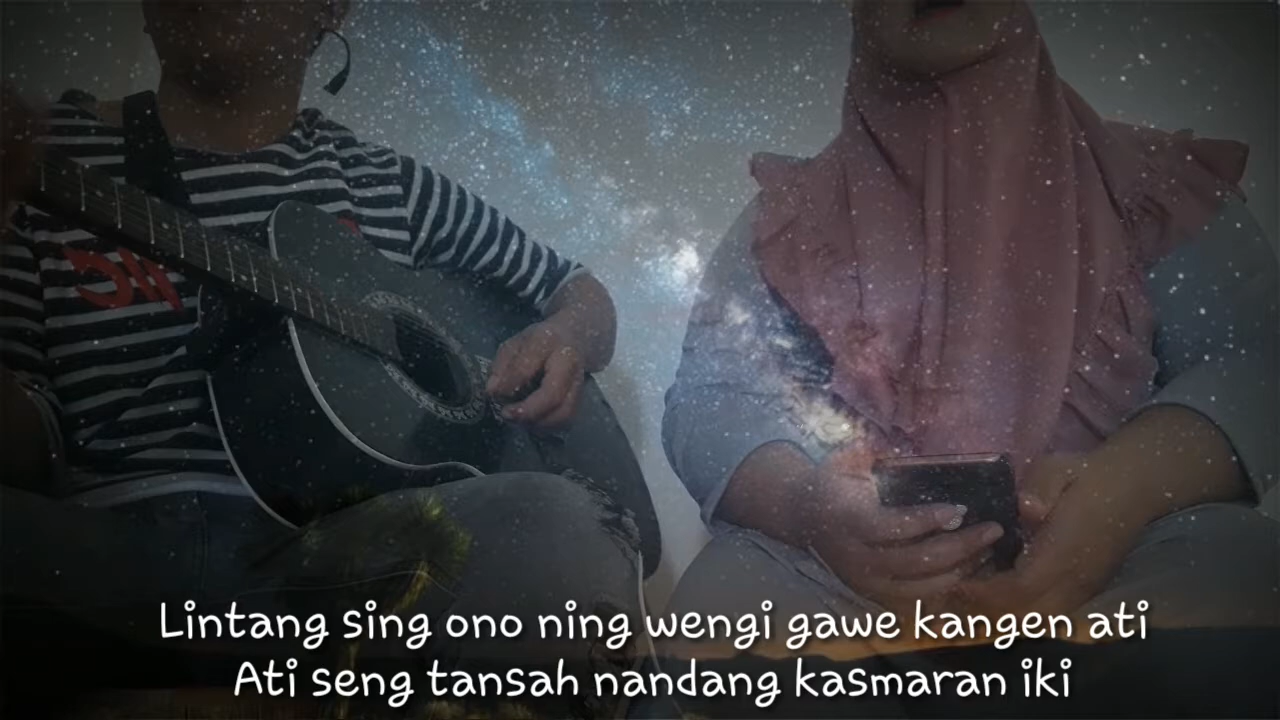 Lintang sing ono ning wengi gawe kangen ati
Ati seng tansah nandang kasmaran iki